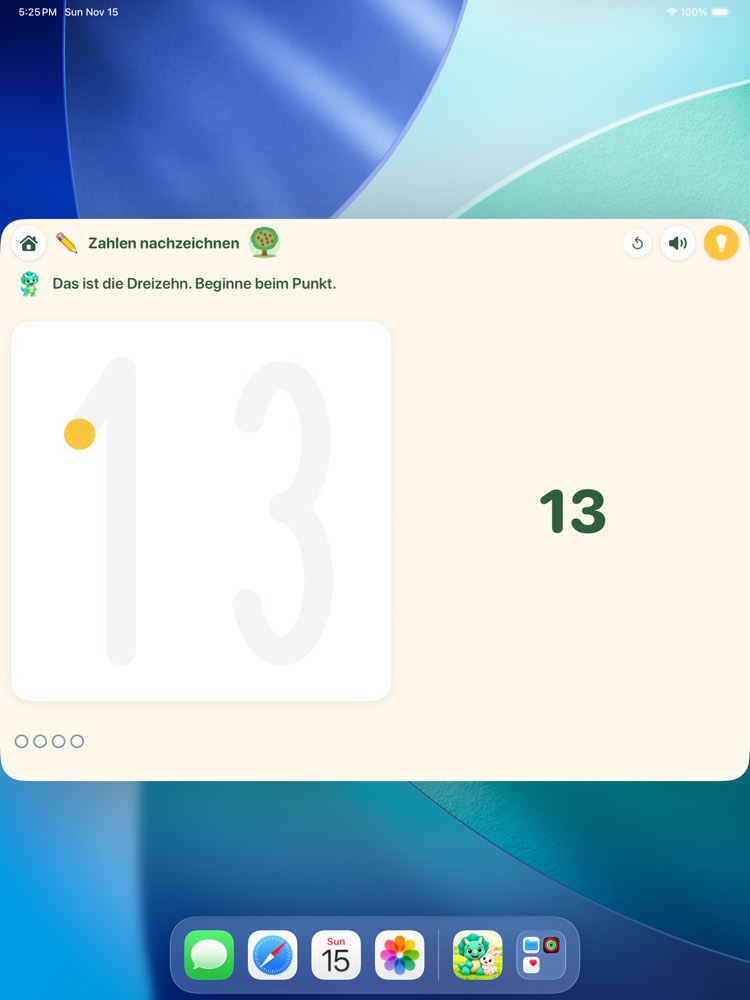 5:25 PM Sun Nov 15
100%
Zahlen nachzeichnen
Das ist die Dreizehn. Beginne beim Punkt.
13
13
Sun
15